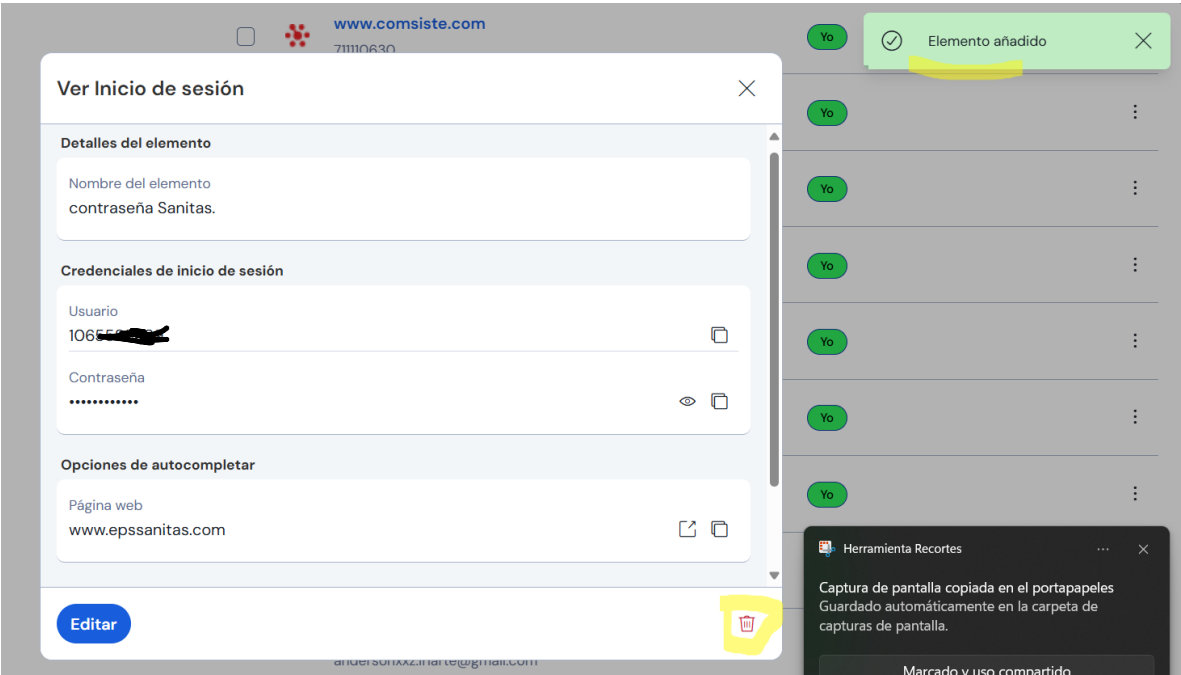 www.comsiste.com
711110630
Yo
Elemento añadido
Ver Inicio de sesión
Detalles del elemento
Nombre del elemento
contraseña Sanitas.
Credenciales de inicio de sesión
Usuario
1065
Contraseña
••••••••••••
Opciones de autocompletar
Página web
www.epssanitas.com
Editar
Yo
Yo
Yo
Yo
Yo
Yo
Herramienta Recortes
Captura de pantalla copiada en el portapapeles
Guardado automáticamente en la carpeta de
capturas de pantalla.
Marcado y uso compartido